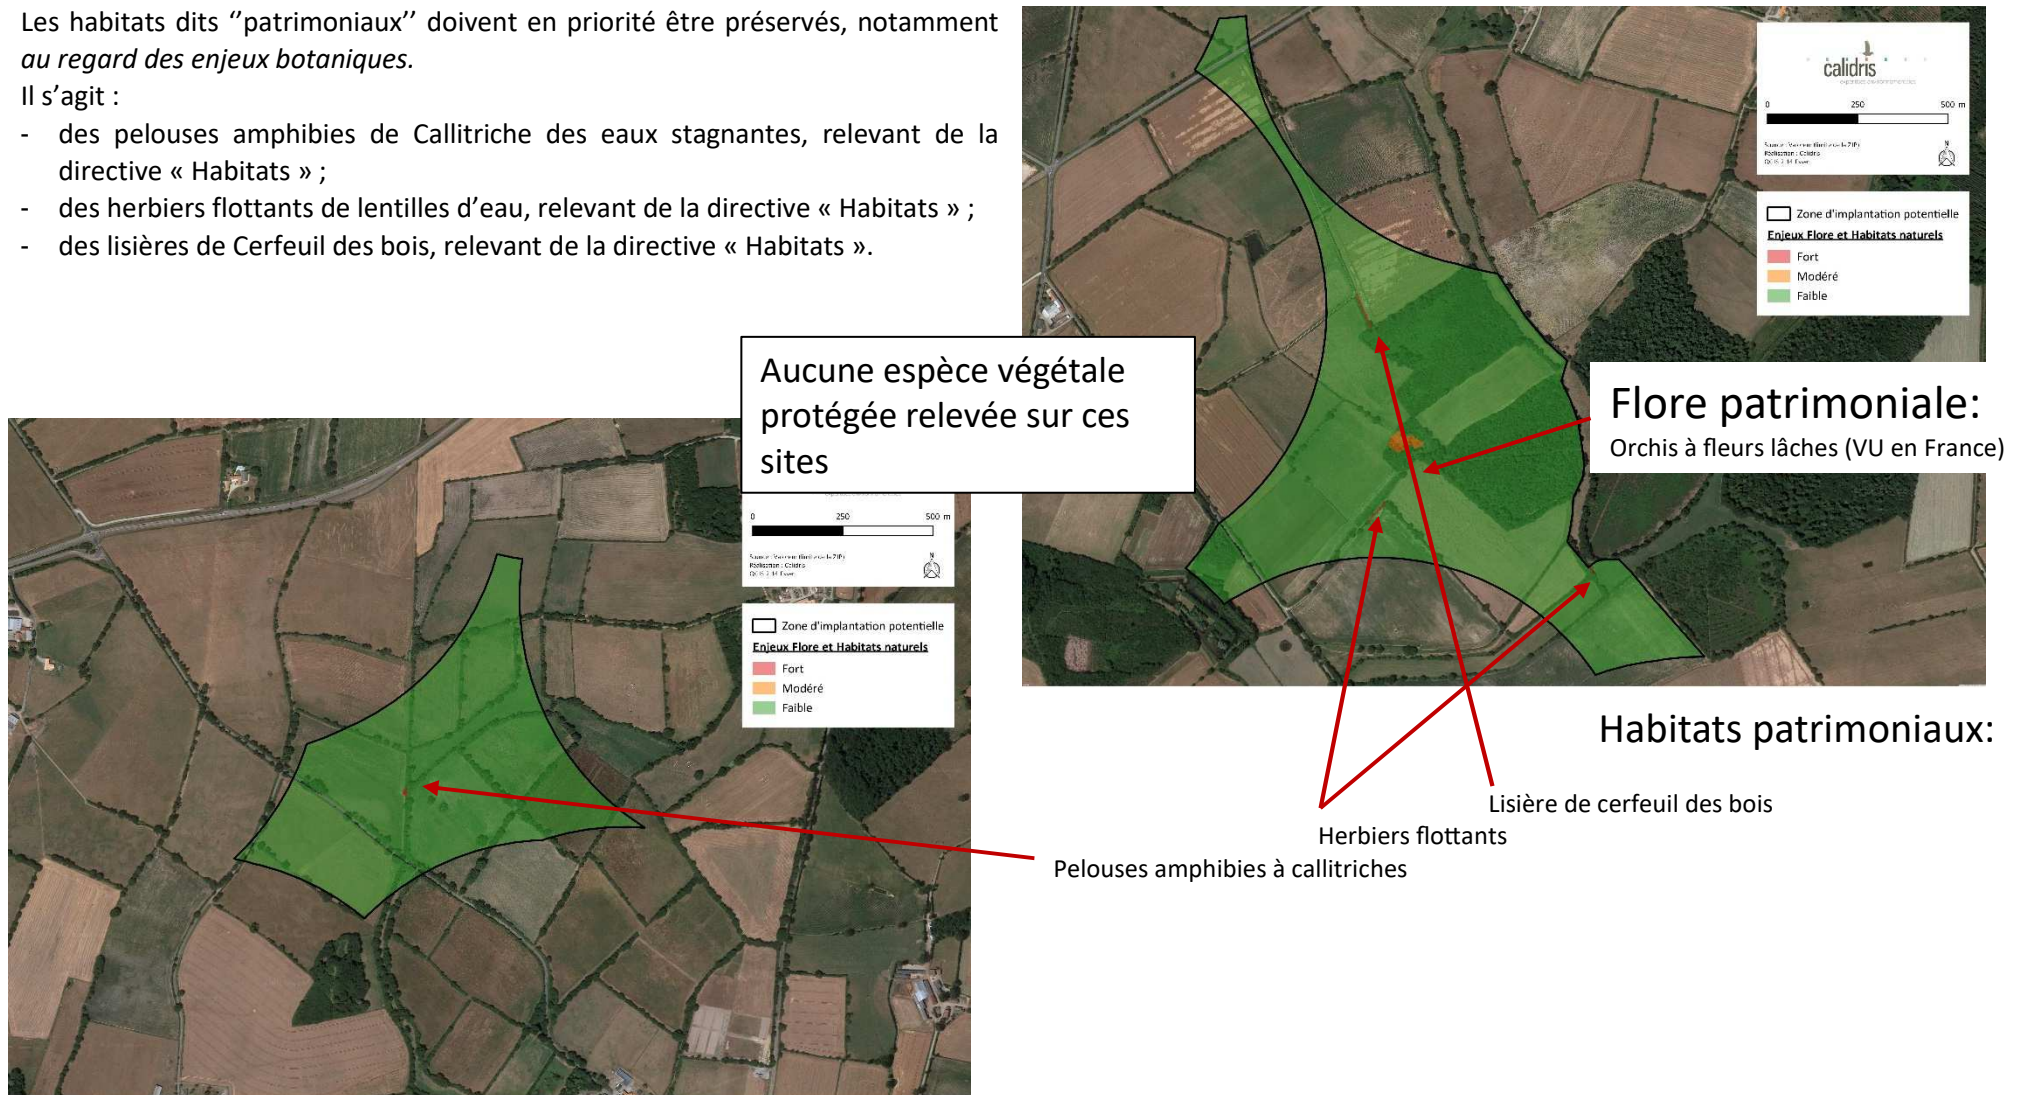 Les habitats dits ‘’patrimoniaux’’ doivent en priorité être préservés, notamment
au regard des enjeux botaniques.
Il s’agit :
- des pelouses amphibies de Callitriche des eaux stagnantes, relevant de la
directive « Habitats » ;
- des herbiers flottants de lentilles d’eau, relevant de la directive « Habitats » ;
- des lisières de Cerfeuil des bois, relevant de la directive « Habitats ».
calidris
0 250 500 m
Réalisation : Calidris
Zone d'implantation potentielle
Enjeux Flore et Habitats naturels
Fort
Modéré
Faible
Aucune espèce végétale
protégée relevée sur ces
sites
Flore patrimoniale:
Orchis à fleurs lâches (VU en France)
0 250 500 m
Réalisation : Calidris
Zone d'implantation potentielle
Enjeux Flore et Habitats naturels
Fort
Modéré
Faible
Habitats patrimoniaux:
Lisière de cerfeuil des bois
Herbiers flottants
Pelouses amphibies à callitriches